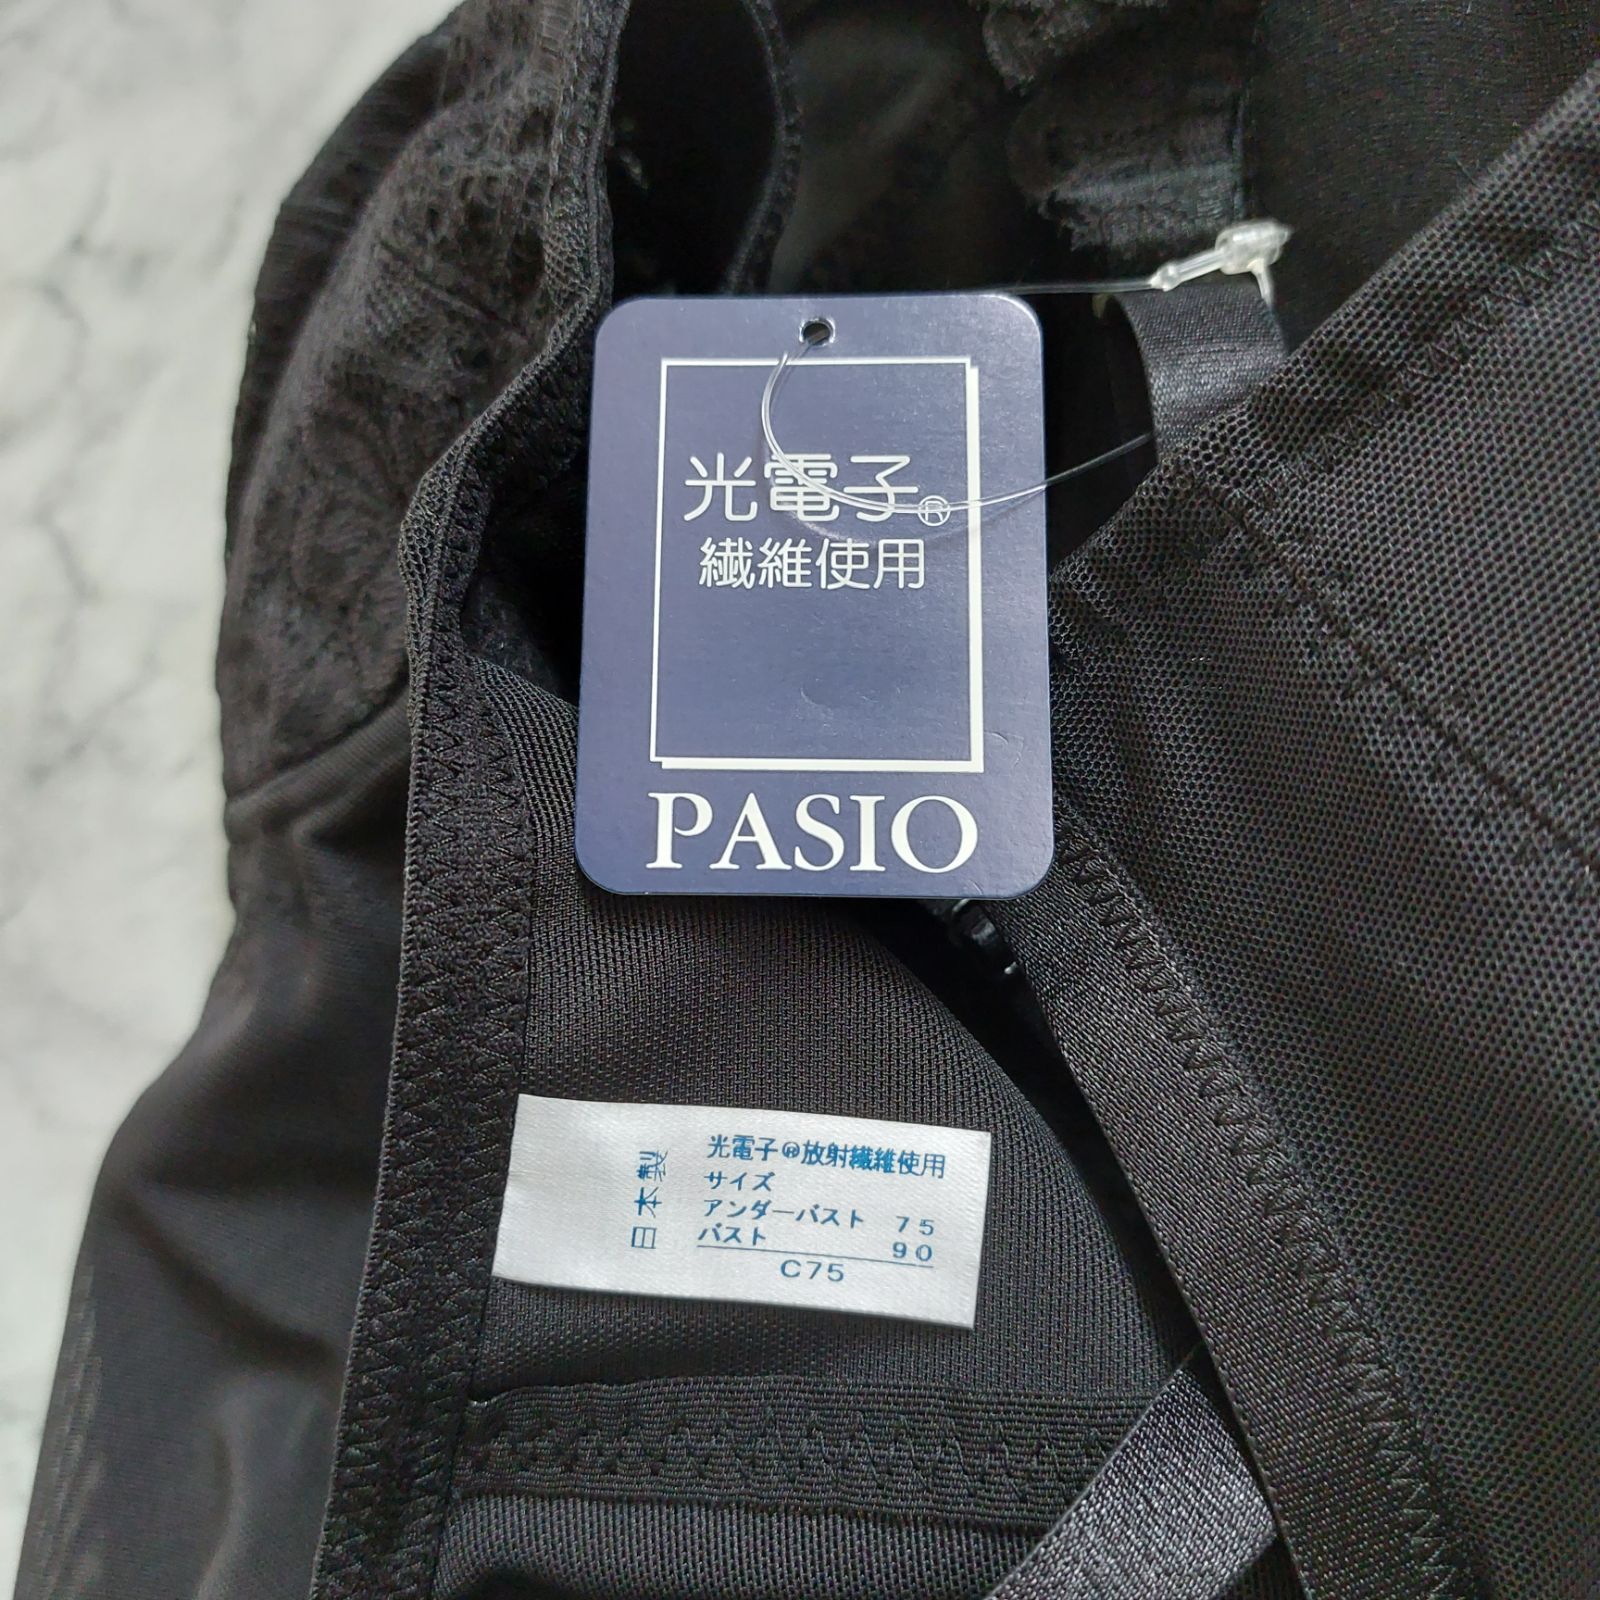 光電子®
繊維使用
PASIO
日本製
光電子®放射繊維使用
サイズ
アンダーバスト 75
バスト 90
C75